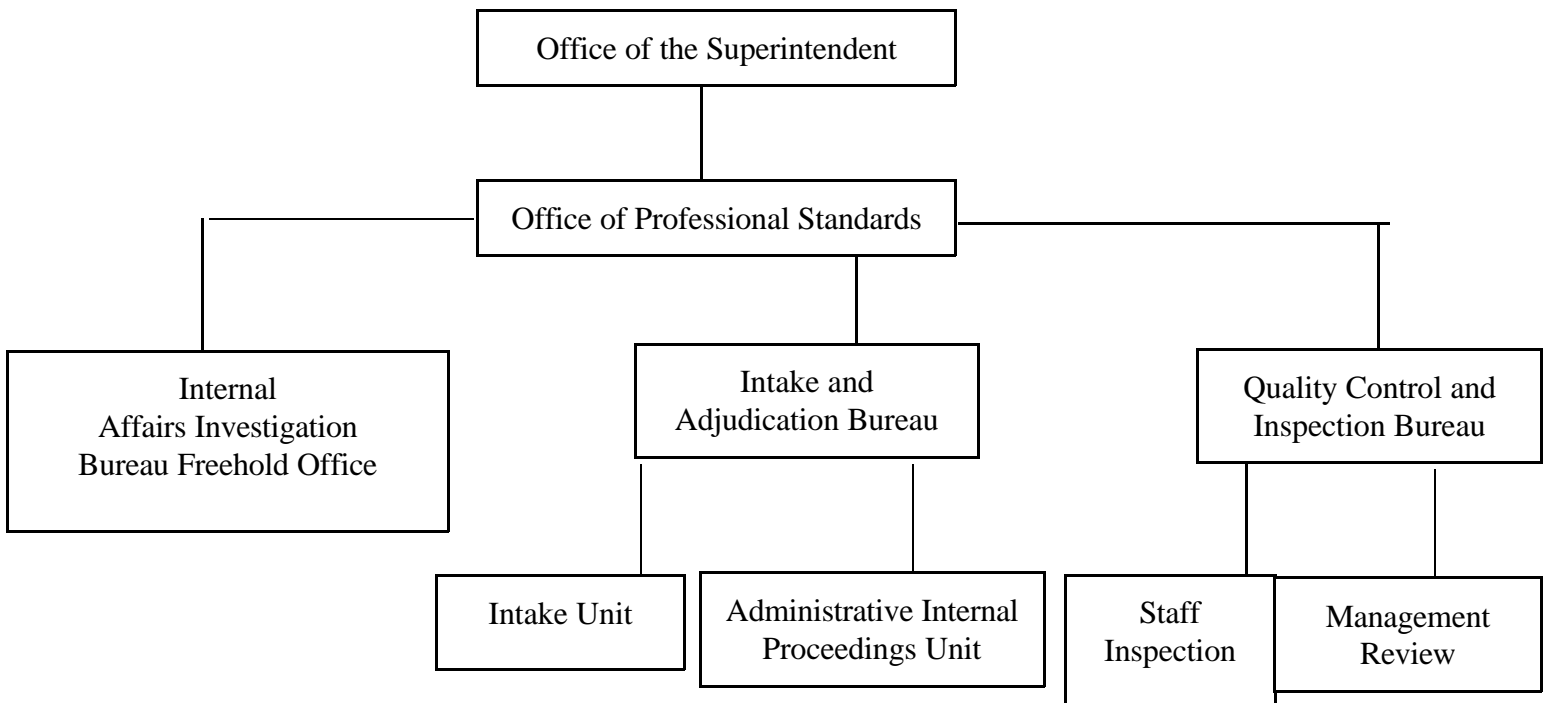 Office of the Superintendent
Office of Professional Standards
Internal
Affairs Investigation
Bureau Freehold Office
Intake and
Adjudication Bureau
Quality Control and
Inspection Bureau
Intake Unit
Administrative Internal
Proceedings Unit
Staff
Inspection
Management
Review